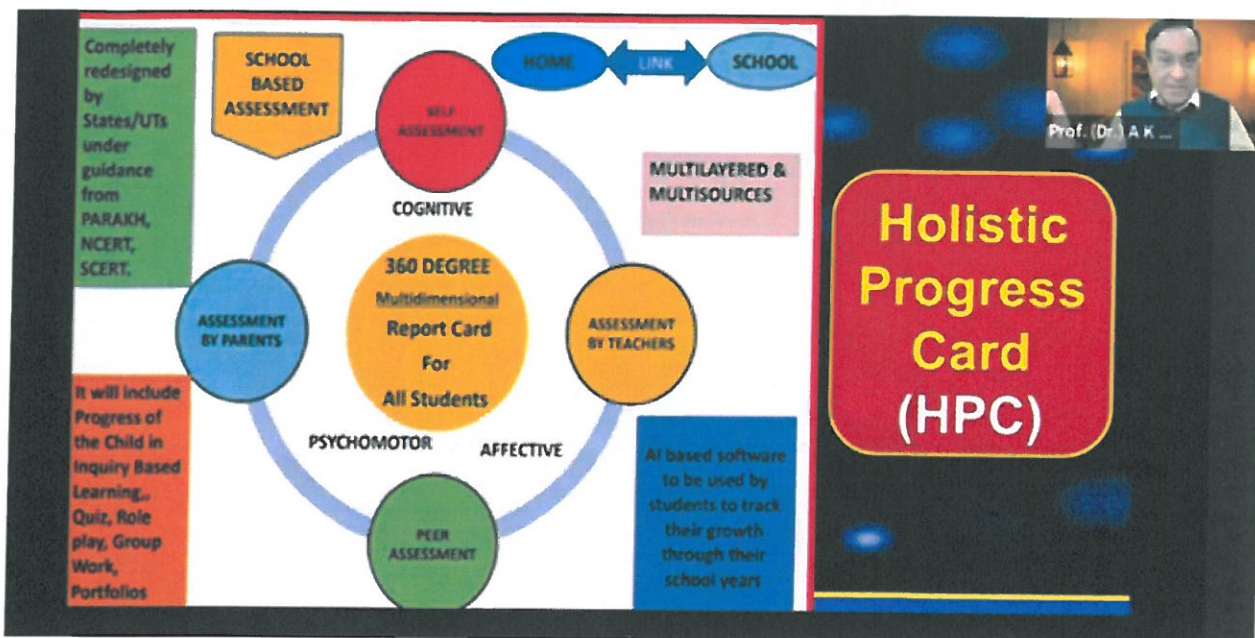 Completely
redesigned
by
States/UTs
under
guidance
from
PARAKH,
NCERT,
SCERT.
SCHOOL
BASED
ASSESSMENT
SELF
ASSESSMENT
HOME
LINK
SCHOOL
MULTILAYERED &
MULTISOURCES
COGNITIVE
360 DEGREE
Multidimensional
Report Card
For
All Students
ASSESSMENT
BY PARENTS
ASSESSMENT
BY TEACHERS
PSYCHOMOTOR
AFFECTIVE
PEER
ASSESSMENT
It will include
Progress of
the Child in
Inquiry Based
Learning,,
Quiz, Role
play, Group
Work,
Portfolios
AI based software
to be used by
students to track
their growth
through their
school years
Prof. (Dr.) A K ...
Holistic
Progress
Card
(HPC)